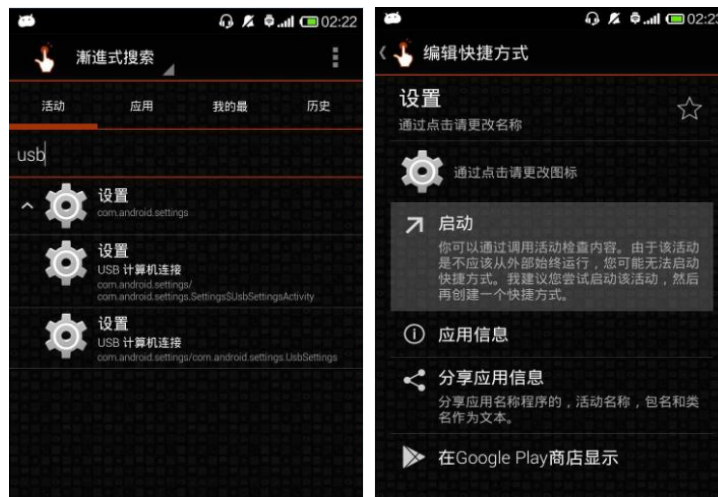 02:22
漸進式搜索
活动
应用
我的最
历史
usb
设置
com.android.settings
设置
USB 计算机连接
com.android.settings/
com.android.settings.Settings$UsbSettingsActivity
设置
USB 计算机连接
com.android.settings/com.android.settings.UsbSettings
02:23
编辑快捷方式
设置
通过点击请更改名称
通过点击请更改图标
启动
你可以通过调用活动检查内容。由于该活动
是不应该从外部始终运行，您可能无法启动
快捷方式。我建议您尝试启动该活动，然后
再创建一个快捷方式。
应用信息
分享应用信息
分享应用名称程序的，活动名称，包名和类
名作为文本。
在Google Play商店显示